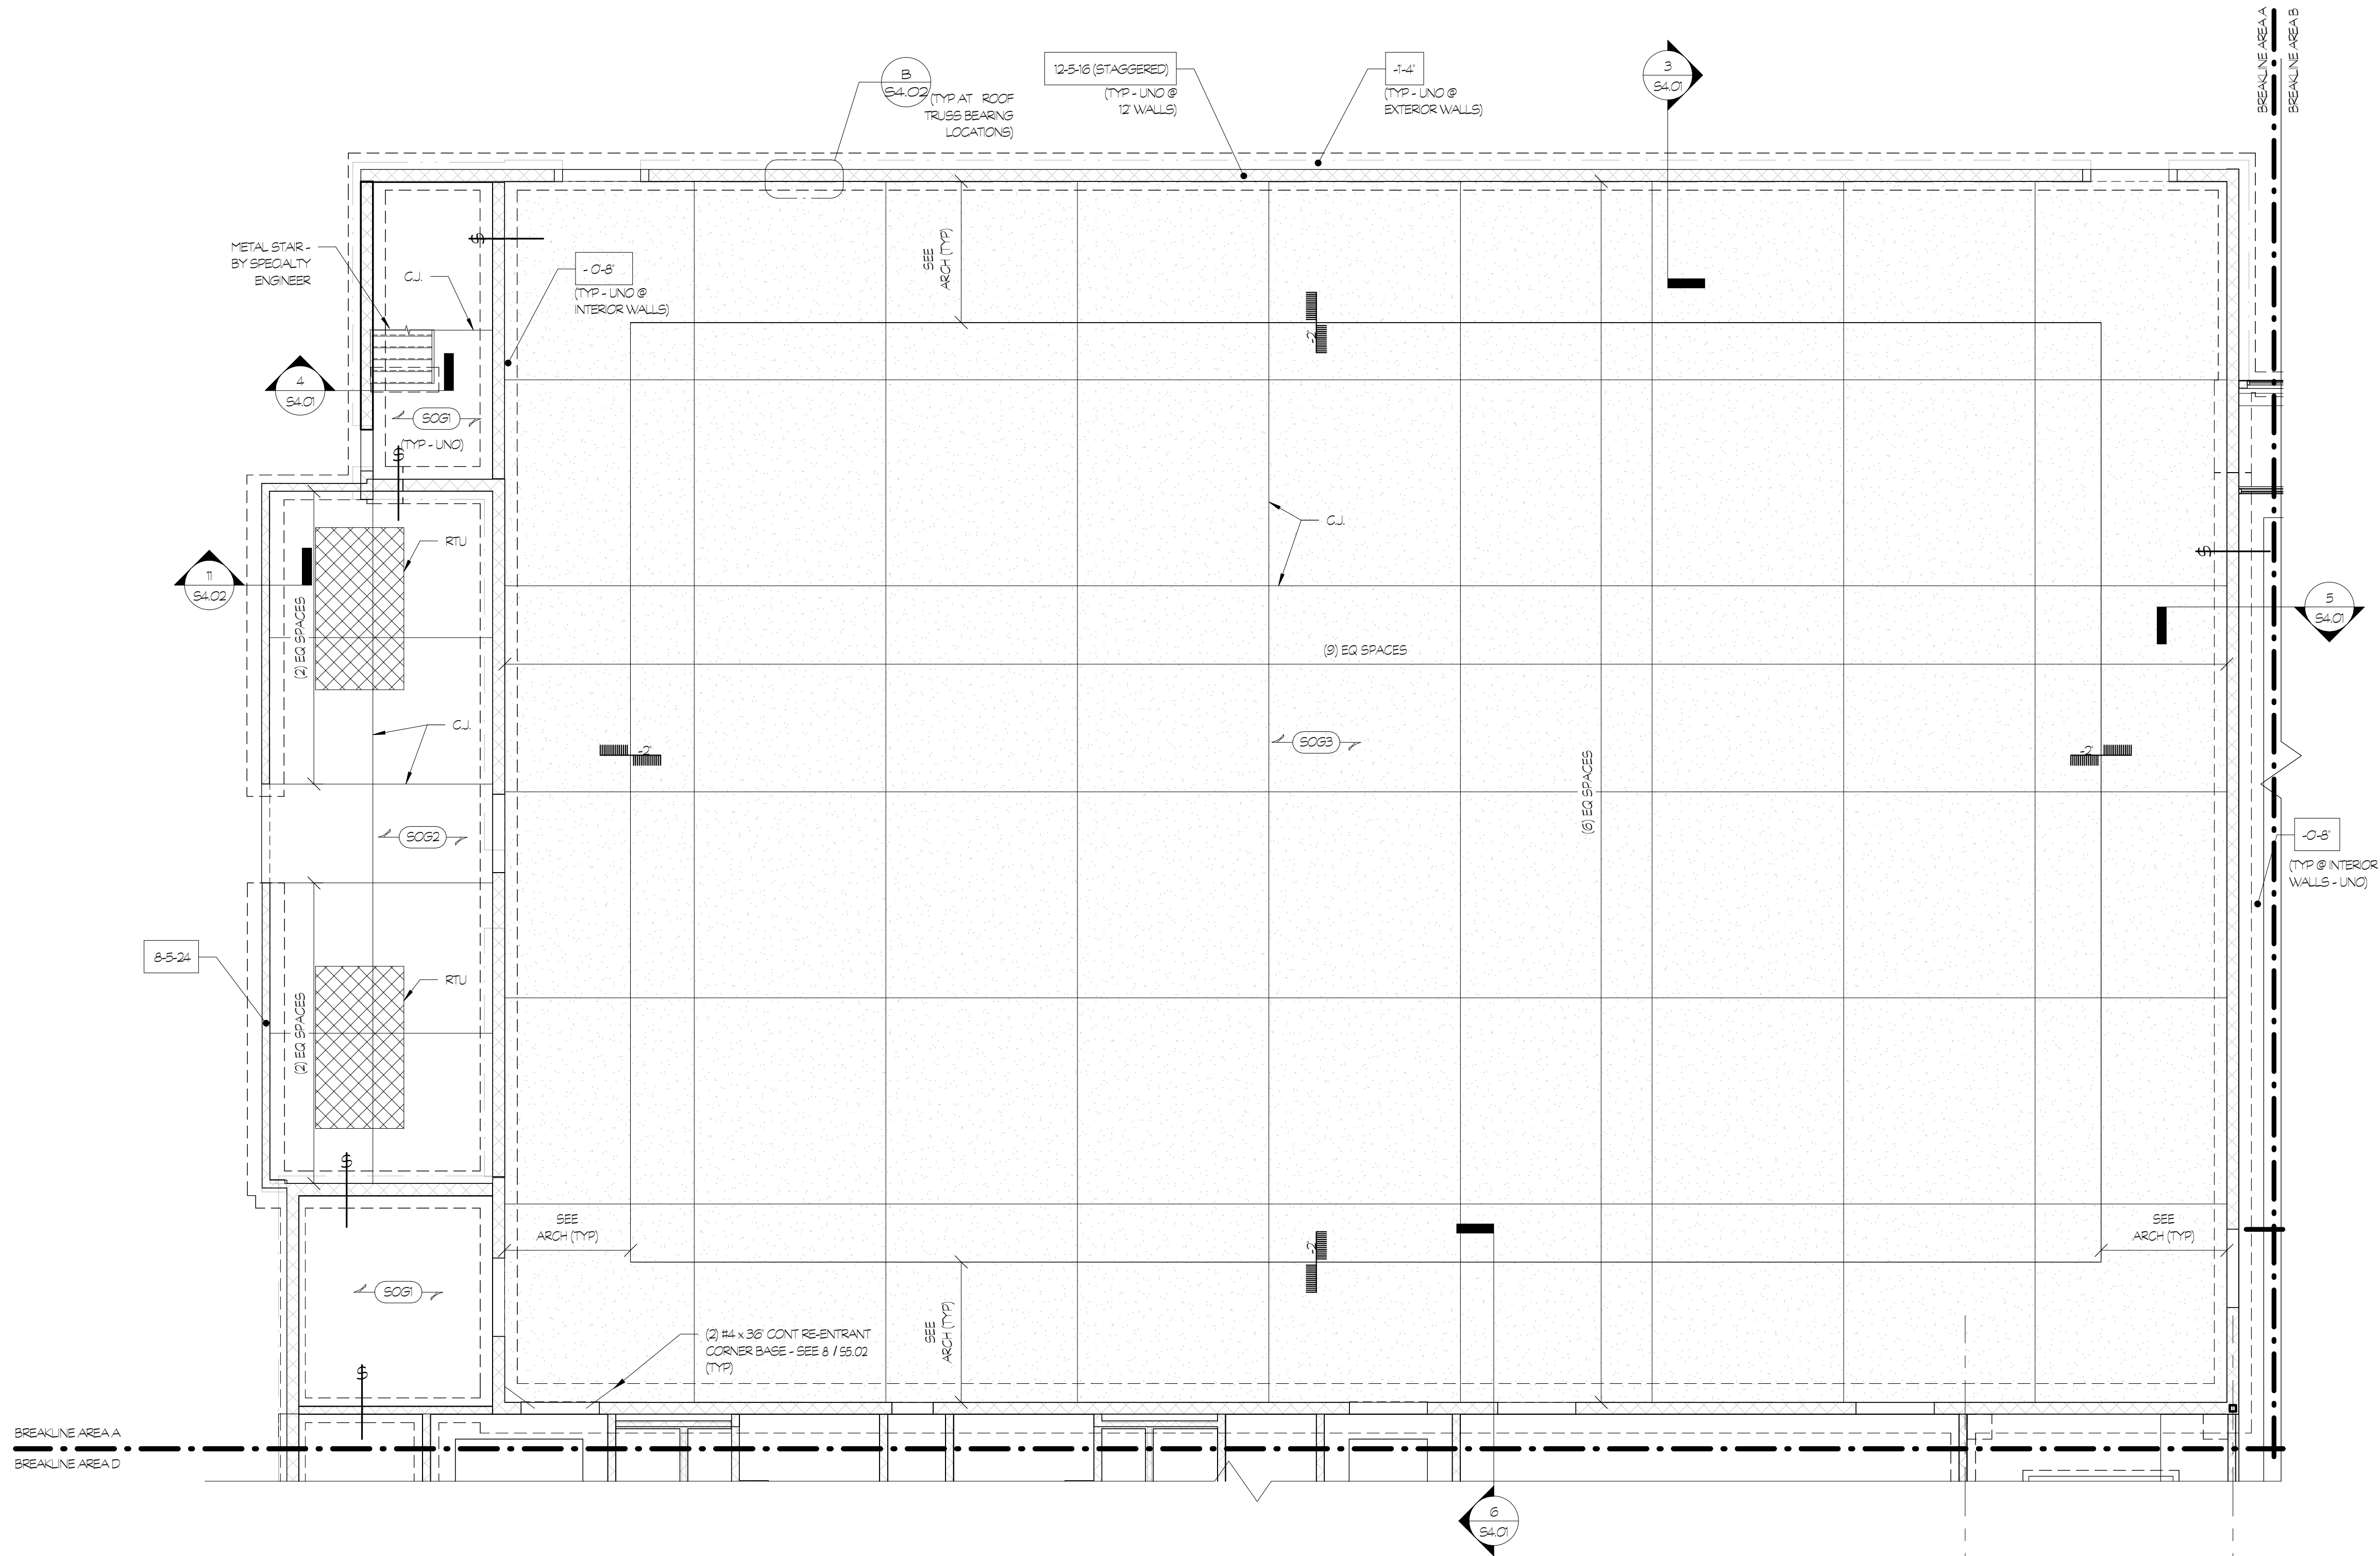 BREAKLINE AREA A
BREAKLINE AREA B
B
S4.02
(TYP AT ROOF
TRUSS BEARING
LOCATIONS)
12-5-16 (STAGGERED)
(TYP - UNO @
12" WALLS)
-1'-4"
(TYP - UNO @
EXTERIOR WALLS)
3
S4.01
METAL STAIR -
BY SPECIALTY
ENGINEER
C.J.
S
- 0'-8"
(TYP - UNO @
INTERIOR WALLS)
SEE
ARCH (TYP)
-2"
4
S4.01
SOG1
(TYP - UNO)
S
RTU
C.J.
S
11
S4.02
(2) EQ SPACES
5
S4.01
(9) EQ SPACES
C.J.
-2"
SOG3
-2"
(6) EQ SPACES
SOG2
-0'-8"
(TYP @ INTERIOR
WALLS - UNO)
8-5-24
RTU
(2) EQ SPACES
S
SEE
ARCH (TYP)
-2"
SEE
ARCH (TYP)
SOG1
SEE
ARCH (TYP)
(2) #4 x 36" CONT RE-ENTRANT
CORNER BASE - SEE 8 / S5.02
(TYP)
S
BREAKLINE AREA A
BREAKLINE AREA D
6
S4.01